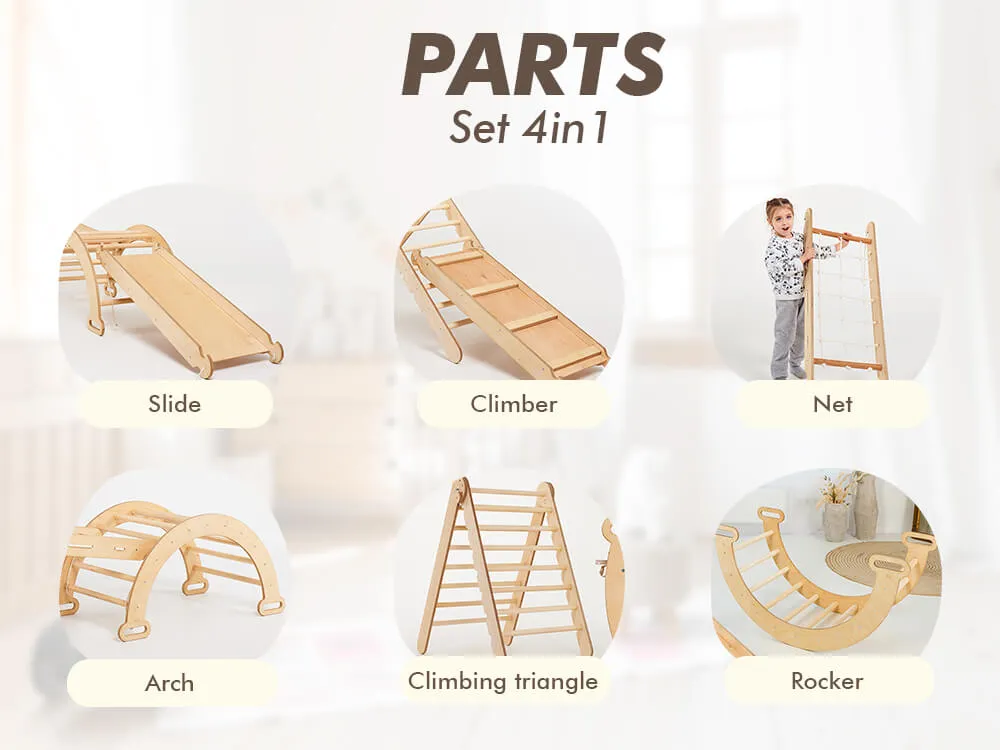 PARTS
Set 4in1
Slide
Climber
Net
Arch
Climbing triangle
Rocker